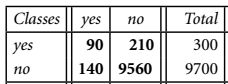 Classes yes no Total
yes 90 210 300
no 140 9560 9700